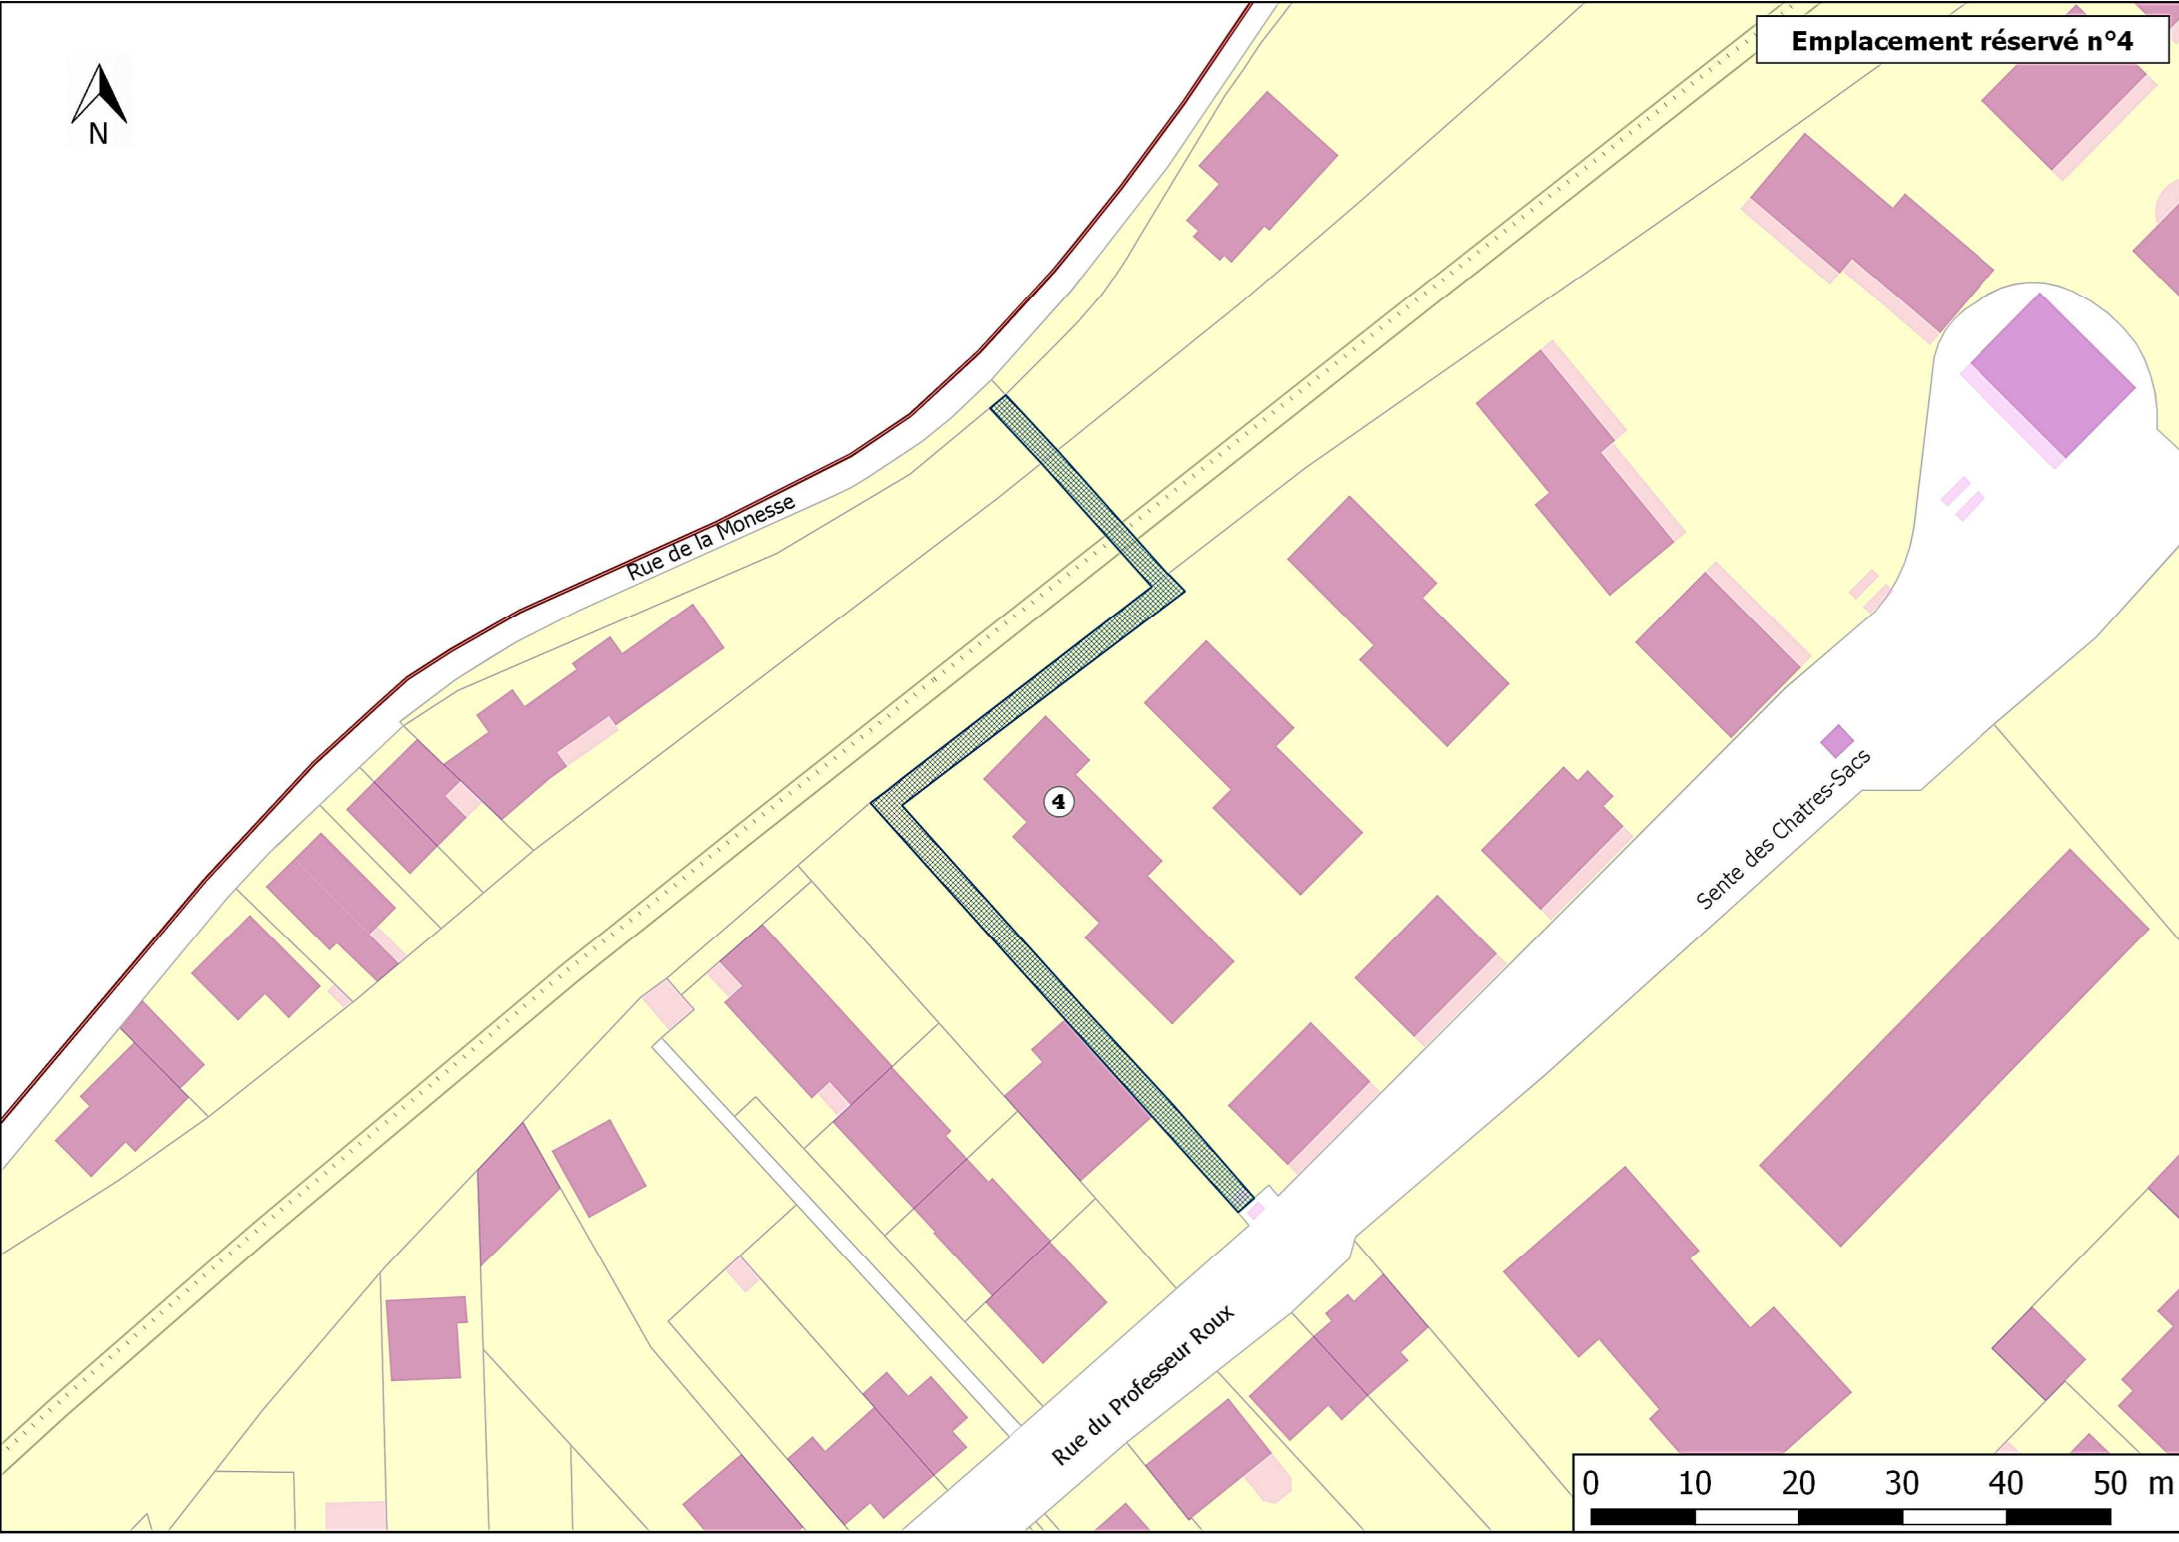 Emplacement réservé n°4
N
Rue de la Monesse
4
Sente des Chatres-Sacs
Rue du Professeur Roux
0 10 20 30 40 50 m